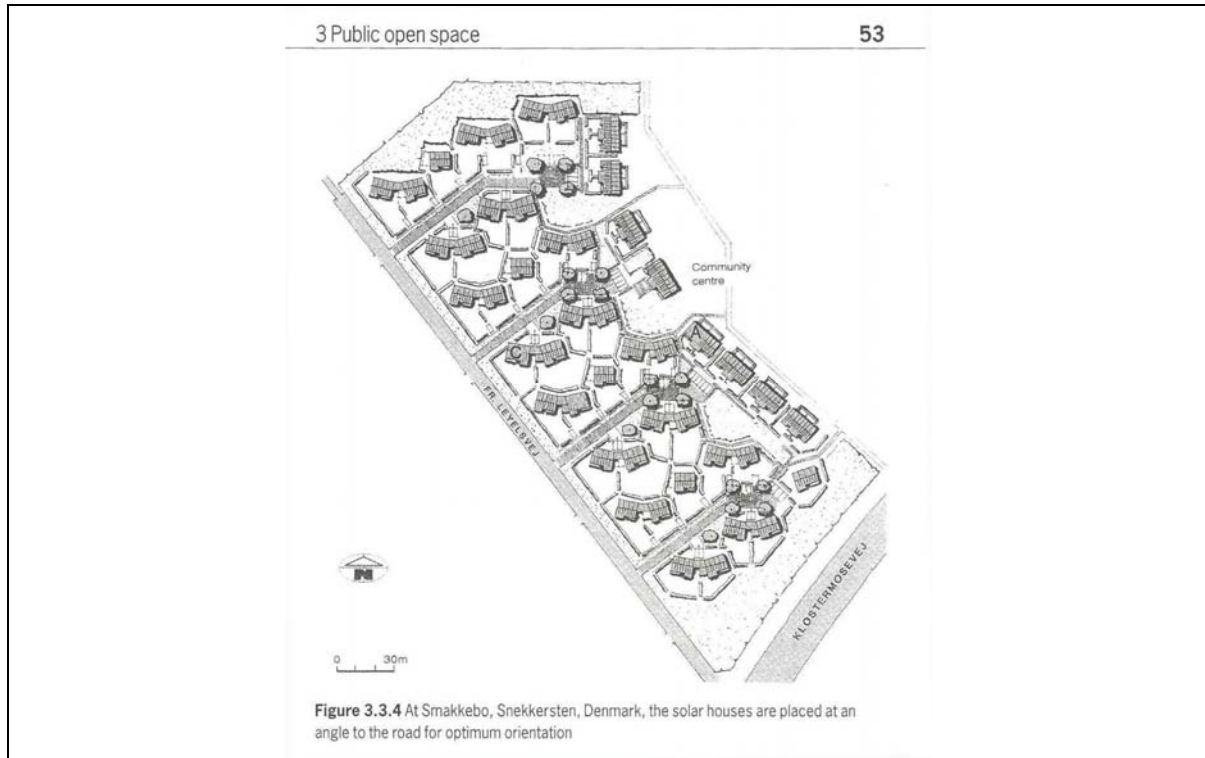 3 Public open space 53
Community
centre
A
C
FR. LEYELSVEJ
KLOSTERMOSEVEJ
N
0 30m
Figure 3.3.4 At Smakkebo, Snekkersten, Denmark, the solar houses are placed at an
angle to the road for optimum orientation